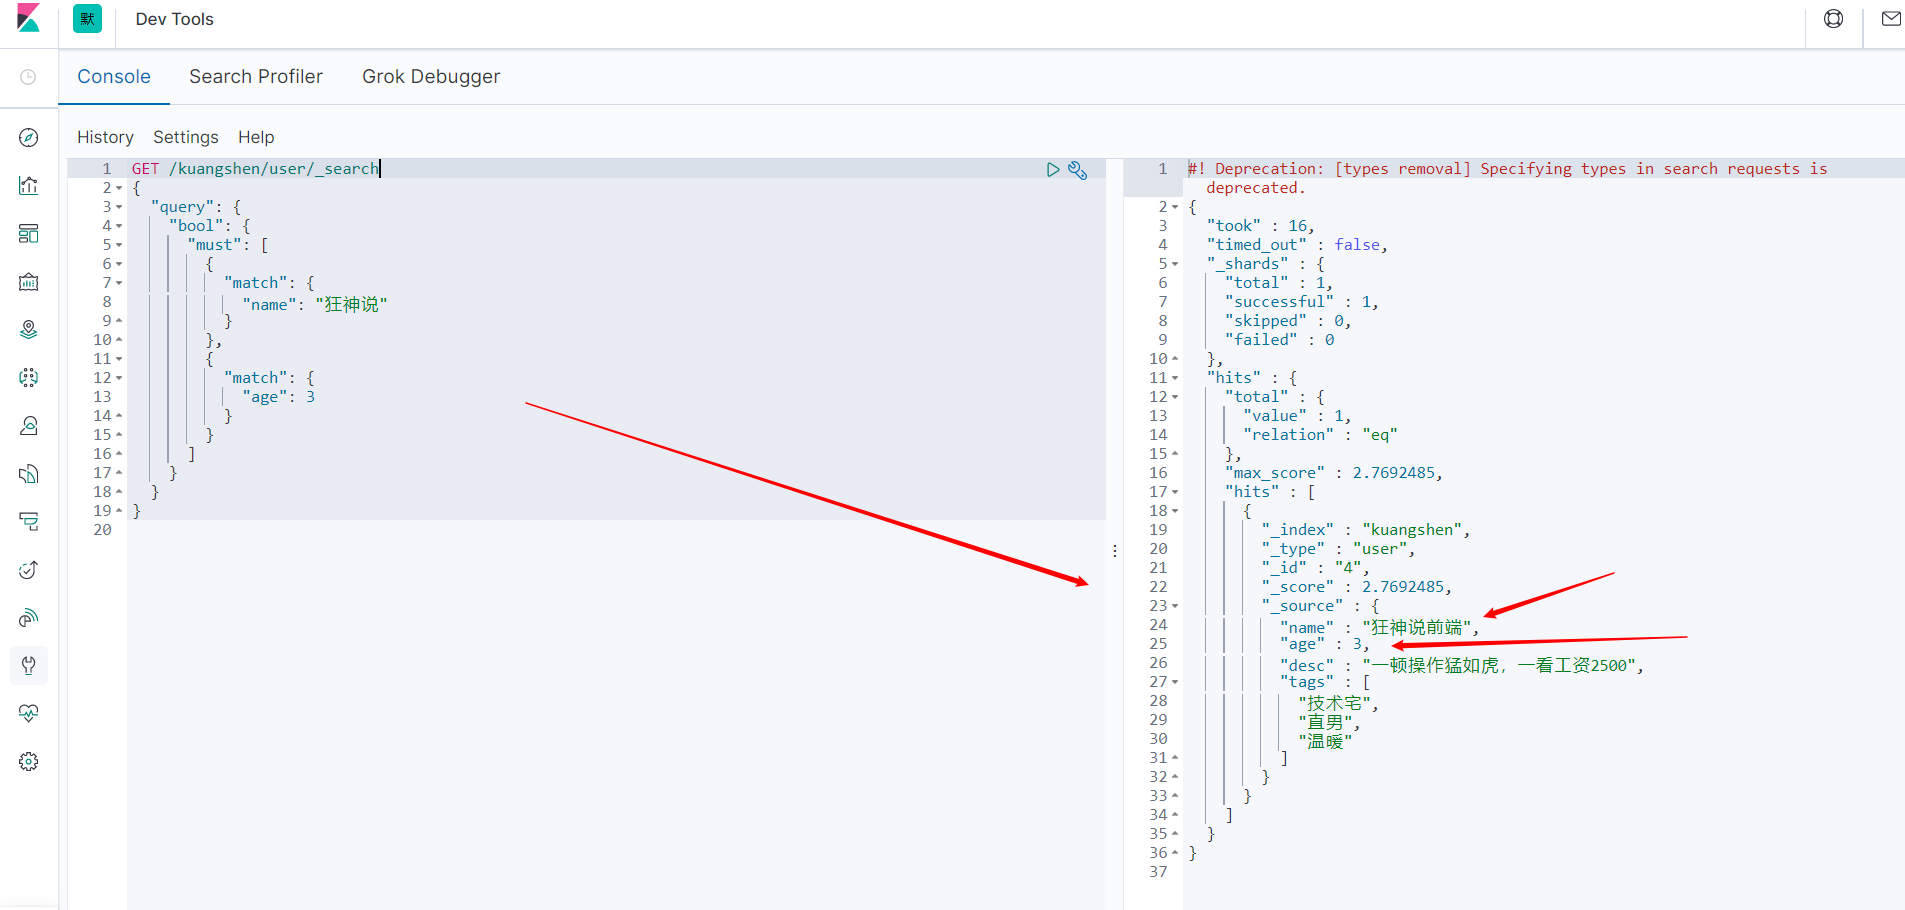 默 Dev Tools
Console Search Profiler Grok Debugger
History Settings Help
1 GET /kuangshen/user/_search
2 {
3 "query": {
4 "bool": {
5 "must": [
6 {
7 "match": {
8 "name": "狂神说"
9 }
10 },
11 {
12 "match": {
13 "age": 3
14 }
15 }
16 ]
17 }
18 }
19 }
20
1 #! Deprecation: [types removal] Specifying types in search requests is
deprecated.
2 {
3 "took" : 16,
4 "timed_out" : false,
5 "_shards" : {
6 "total" : 1,
7 "successful" : 1,
8 "skipped" : 0,
9 "failed" : 0
10 },
11 "hits" : {
12 "total" : {
13 "value" : 1,
14 "relation" : "eq"
15 },
16 "max_score" : 2.7692485,
17 "hits" : [
18 {
19 "_index" : "kuangshen",
20 "_type" : "user",
21 "_id" : "4",
22 "_score" : 2.7692485,
23 "_source" : {
24 "name" : "狂神说前端",
25 "age" : 3,
26 "desc" : "一顿操作猛如虎，一看工资2500",
27 "tags" : [
28 "技术宅",
29 "直男",
30 "温暖"
31 ]
32 }
33 }
34 ]
35 }
36 }
37